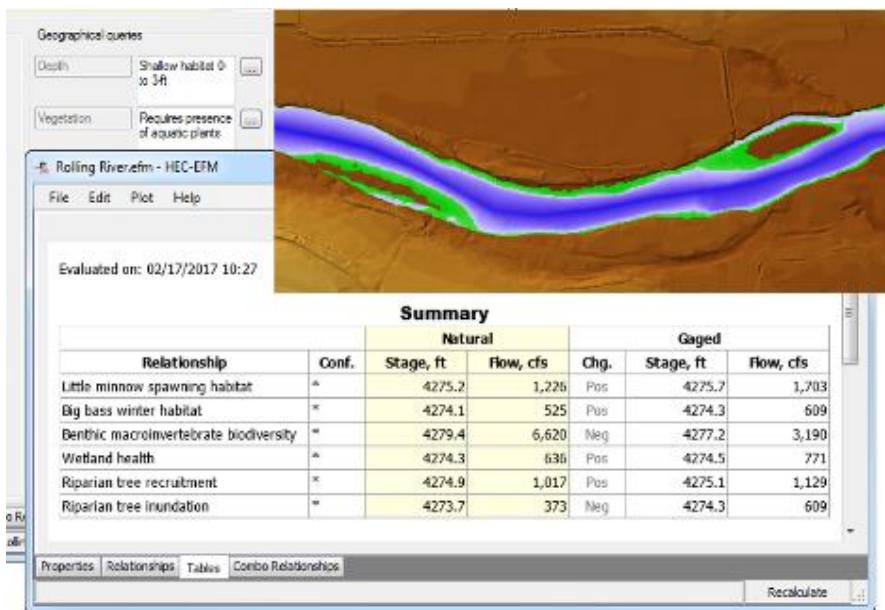 Geographical queries
Depth Shallow habitat 0- ...
to 3-ft
Vegetation Requires presence ...
of aquatic plants
Rolling River.efm - HEC-EFM
File Edit Plot Help
Evaluated on: 02/17/2017 10:27
Summary
Natural Gaged
Relationship Conf. Stage, ft Flow, cfs Chg. Stage, ft Flow, cfs
Little minnow spawning habitat * 4275.2 1,226 Pos 4275.7 1,703
Big bass winter habitat * 4274.1 525 Pos 4274.3 609
Benthic macroinvertebrate biodiversity * 4279.4 6,620 Neg 4277.2 3,190
Wetland health * 4274.3 636 Pos 4274.5 771
Riparian tree recruitment * 4274.9 1,017 Pos 4275.1 1,129
Riparian tree inundation * 4273.7 373 Neg 4274.3 609
Properties Relationships Tables Combo Relationships
Recalculate